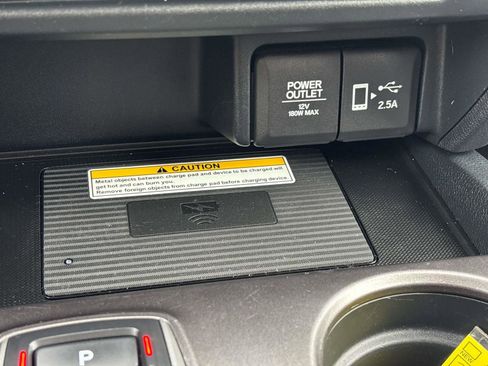 POWER
OUTLET
12V
180W MAX
2.5A
CAUTION
Metal objects between charge pad and device to be charged will
get hot and can burn you.
Remove foreign objects from charge pad before charging device.
P